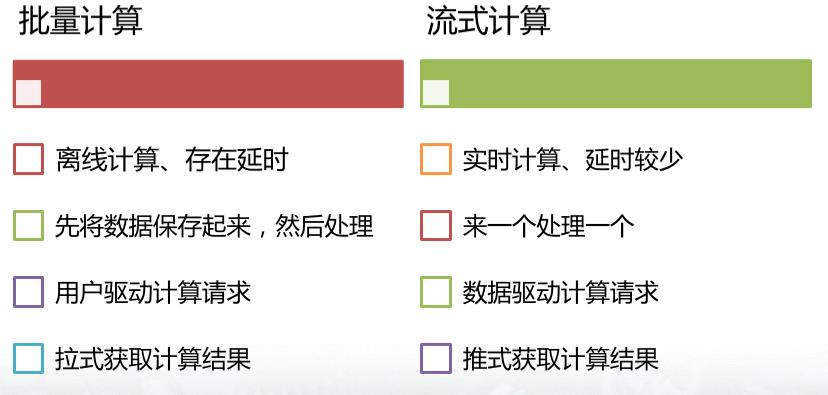 批量计算
离线计算、存在延时
先将数据保存起来，然后处理
用户驱动计算请求
拉式获取计算结果
流式计算
实时计算、延时较少
来一个处理一个
数据驱动计算请求
推式获取计算结果